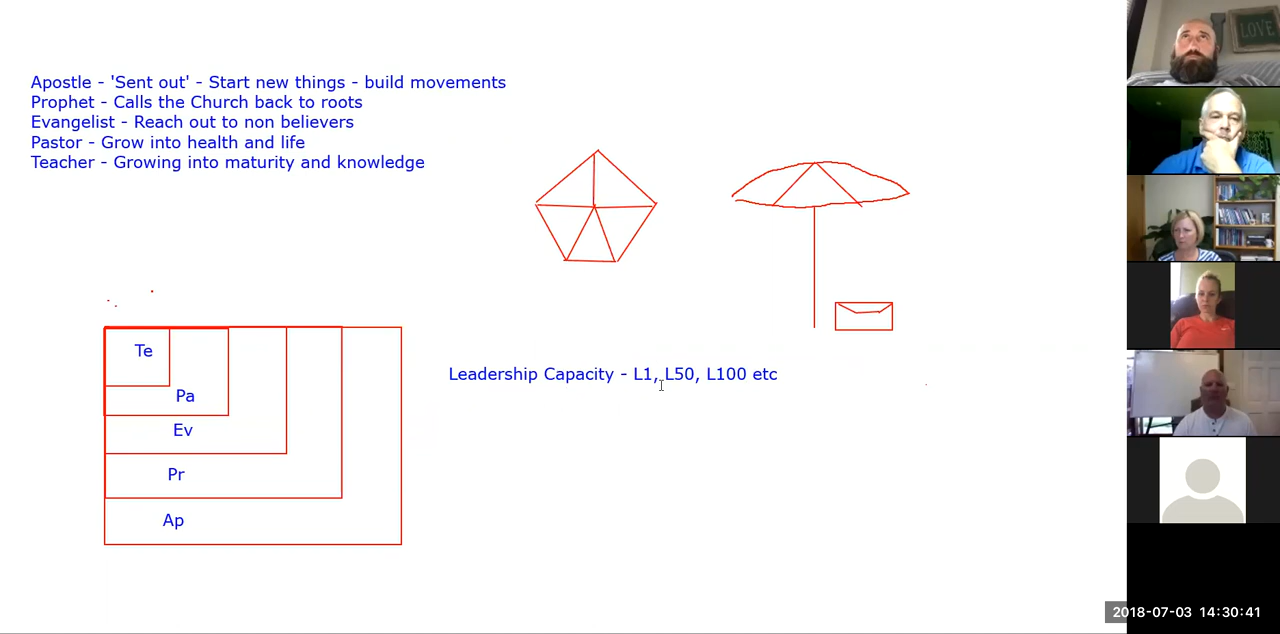 Apostle - 'Sent out' - Start new things - build movements
Prophet - Calls the Church back to roots
Evangelist - Reach out to non believers
Pastor - Grow into health and life
Teacher - Growing into maturity and knowledge
Te
Pa
Ev
Pr
Ap
Leadership Capacity - L1, L50, L100 etc
LOVE
2018-07-03 14:30:41